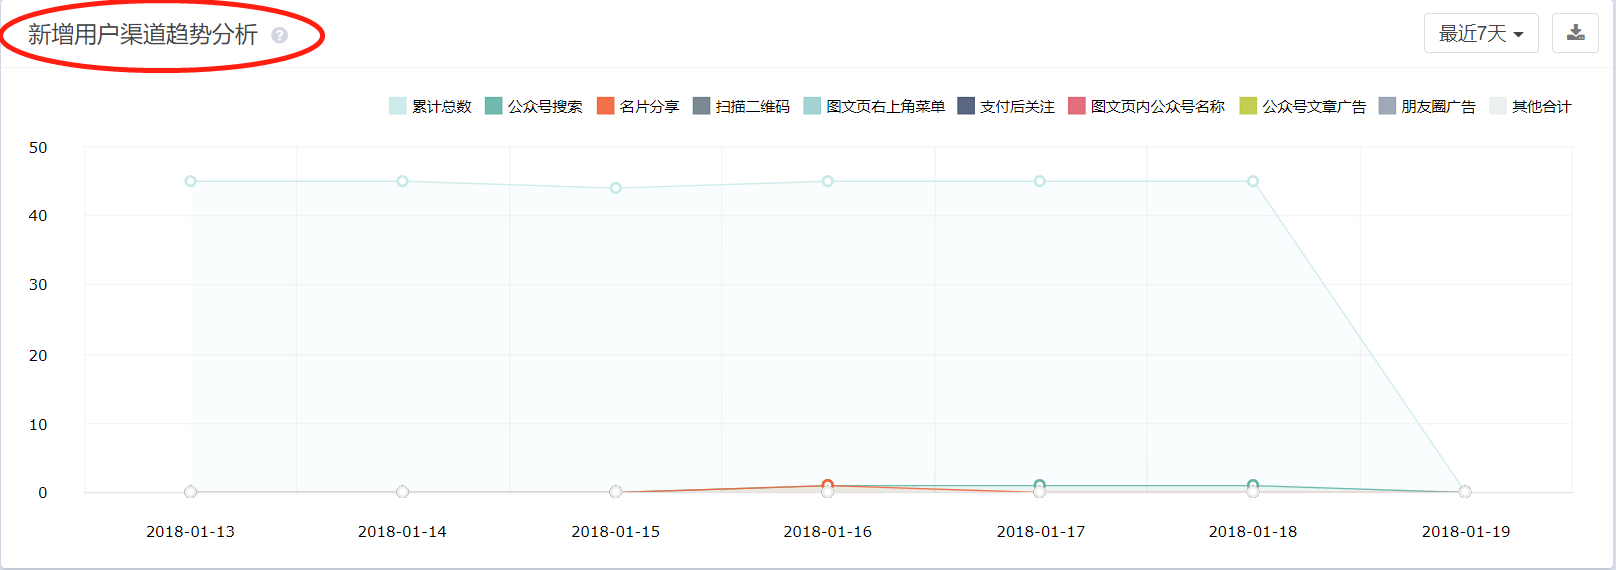 新增用户渠道趋势分析 ?
最近7天
累计总数 公众号搜索 名片分享 扫描二维码 图文页右上角菜单 支付后关注 图文页内公众号名称 公众号文章广告 朋友圈广告 其他合计
50
40
30
20
10
0
2018-01-13 2018-01-14 2018-01-15 2018-01-16 2018-01-17 2018-01-18 2018-01-19